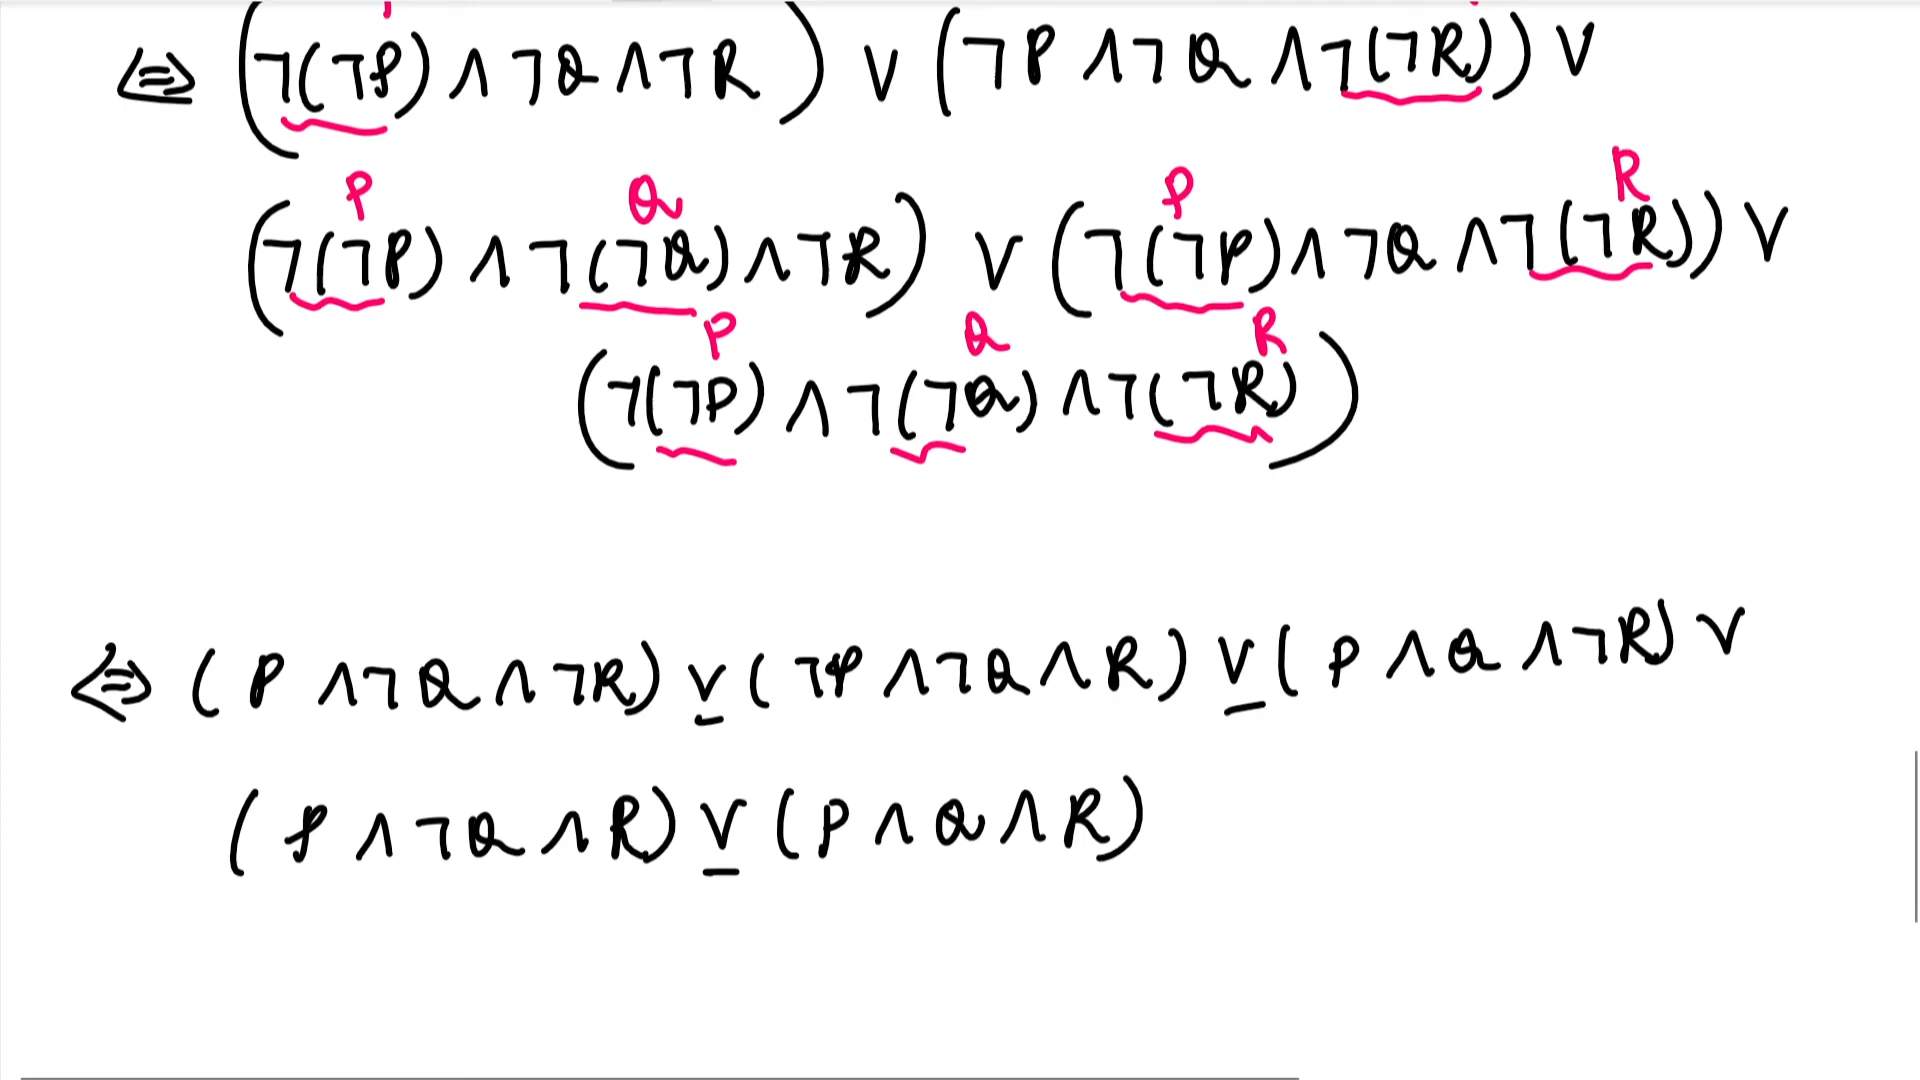 ⇔ (¬(¬P) ∧ ¬Q ∧ ¬R) ∨ (¬P ∧ ¬Q ∧ ¬(¬R)) ∨
P Q P R
(¬(¬P) ∧ ¬(¬Q) ∧ ¬R) ∨ (¬(¬P) ∧ ¬Q ∧ ¬(¬R)) ∨
P Q R
(¬(¬P) ∧ ¬(¬Q) ∧ ¬(¬R))
⇔ (P ∧ ¬Q ∧ ¬R) ∨ (¬P ∧ ¬Q ∧ R) ∨ (P ∧ Q ∧ ¬R) ∨
(P ∧ ¬Q ∧ R) ∨ (P ∧ Q ∧ R)